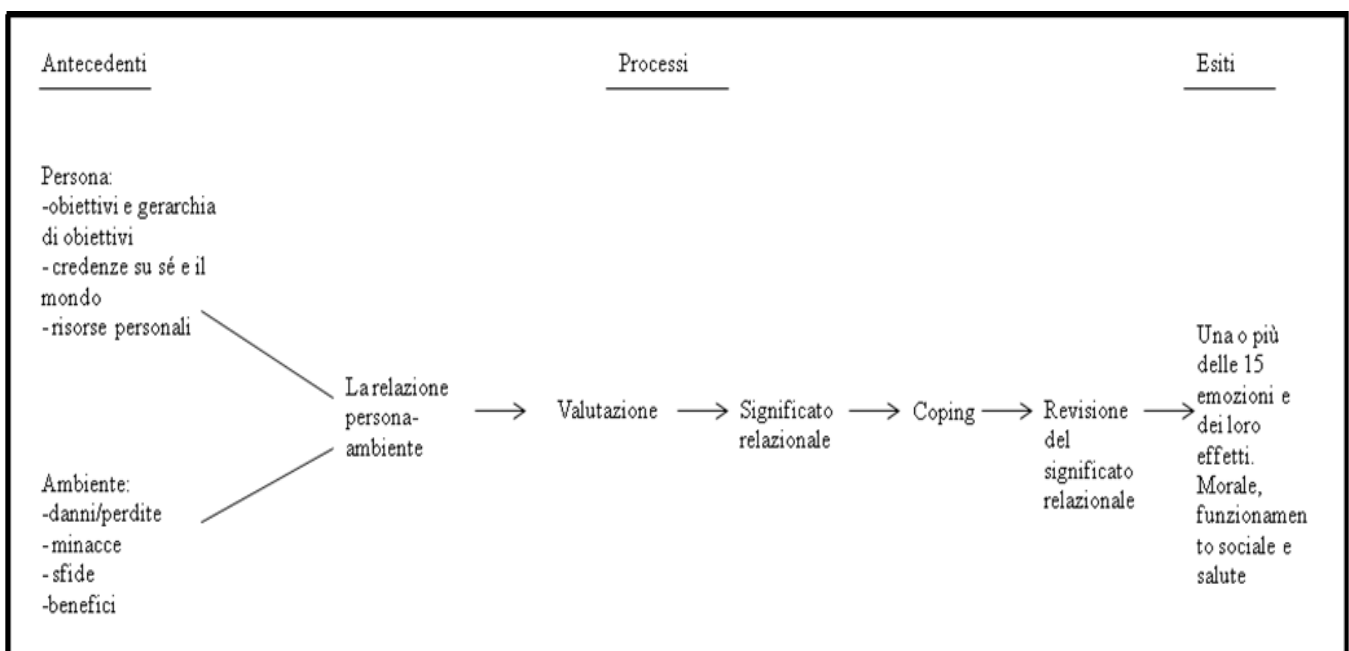 Antecedenti
Processi
Esiti
Persona:
-obiettivi e gerarchia
di obiettivi
-credenze su sé e il
mondo
-risorse personali
Ambiente:
-danni/perdite
-minacce
-sfide
-benefici
La relazione
persona-
ambiente
Valutazione
Significato
relazionale
Coping
Revisione
del
significato
relazionale
Una o più
delle 15
emozioni e
dei loro
effetti.
Morale,
funzionamen
to sociale e
salute